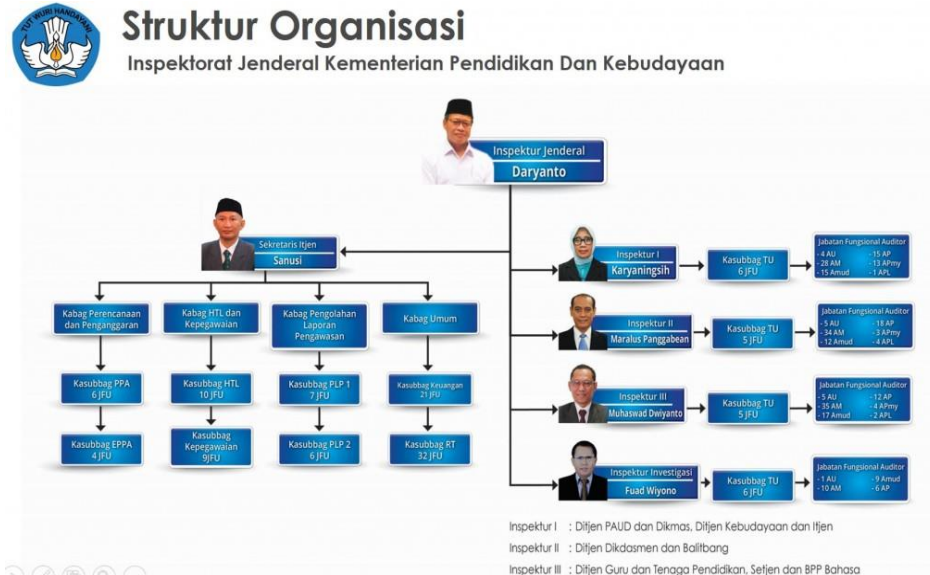 TUT WURI HANDAYANI
Struktur Organisasi
Inspektorat Jenderal Kementerian Pendidikan Dan Kebudayaan
Inspektur Jenderal
Daryanto
Sekretaris Itjen
Sanusi
Kabag Perencanaan
dan Penganggaran
Kabag HTL dan
Kepegawaian
Kabag Pengolahan
Laporan
Pengawasan
Kabag Umum
Kasubbag PPA
6 JFU
Kasubbag HTL
10 JFU
Kasubbag PLP 1
7 JFU
Kasubbag Keuangan
21 JFU
Kasubbag EPPA
4 JFU
Kasubbag
Kepegawaian
9JFU
Kasubbag PLP 2
6 JFU
Kasubbag RT
32 JFU
Inspektur I
Karyaningsih
Kasubbag TU
6 JFU
Jabatan Fungsional Auditor
- 4 AU - 15 AP
- 28 AM - 13 APmy
- 15 Amud - 1 APL
Inspektur II
Maralus Panggabean
Kasubbag TU
5 JFU
Jabatan Fungsional Auditor
- 5 AU - 18 AP
- 34 AM - 3 APmy
- 12 Amud - 4 APL
Inspektur III
Muhaswad Dwiyanto
Kasubbag TU
5 JFU
Jabatan Fungsional Auditor
- 5 AU - 12 AP
- 35 AM - 4 APmy
- 17 Amud - 2 APL
Inspektur Investigasi
Fuad Wiyono
Kasubbag TU
6 JFU
Jabatan Fungsional Auditor
- 1 AU - 9 Amud
- 10 AM - 6 AP
Inspektur I : Ditjen PAUD dan Dikmas, Ditjen Kebudayaan dan Itjen
Inspektur II : Ditjen Dikdasmen dan Balitbang
Inspektur III : Ditjen Guru dan Tenaga Pendidikan, Setjen dan BPP Bahasa